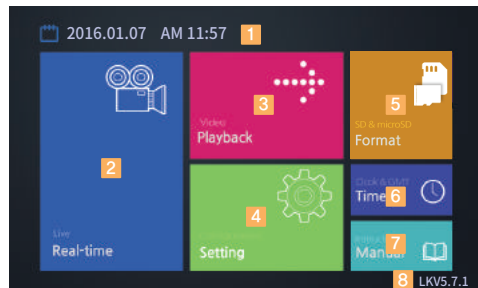 2016.01.07 AM 11:57 1
2
Live
Real-time
3
Video
Playback
4
Setting
5
SD & microSD
Format
Clock & GMT
Time 6
7
Manual
8 LKV5.7.1